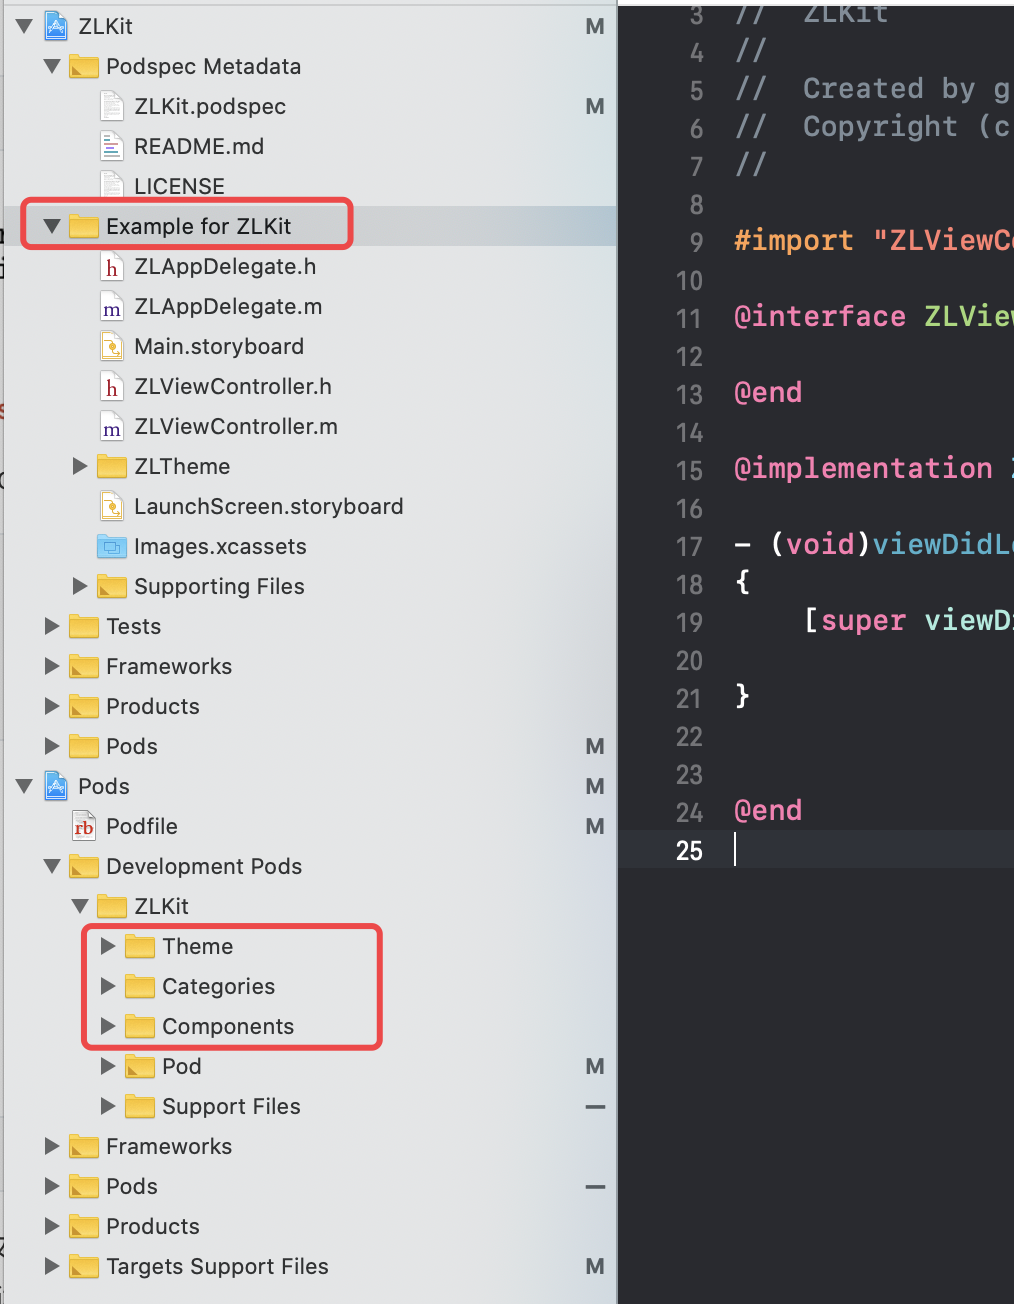 ZLKit M
Podspec Metadata
ZLKit.podspec M
README.md
LICENSE
Example for ZLKit
h ZLAppDelegate.h
m ZLAppDelegate.m
Main.storyboard
h ZLViewController.h
m ZLViewController.m
ZLTheme
LaunchScreen.storyboard
Images.xcassets
Supporting Files
Tests
Frameworks
Products
Pods M
Pods M
rb Podfile M
Development Pods
ZLKit
Theme
Categories
Components
Pod M
Support Files —
Frameworks
Pods —
Products
Targets Support Files M
3 // ZLKit
4 //
5 // Created by g
6 // Copyright (c
7 //
8
9 #import "ZLViewCo
10
11 @interface ZLView
12
13 @end
14
15 @implementation
16
17 - (void)viewDidLo
18 {
19 [super viewDi
20
21 }
22
23
24 @end
25